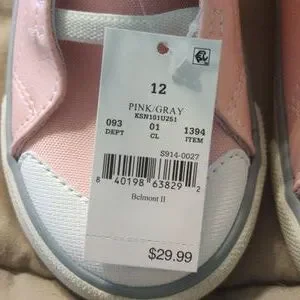 12
PINK/GRAY
KSN101U251
093 01 1394
DEPT CL ITEM
S914-0027
8 40198 63829 2
Belmont II
$29.99